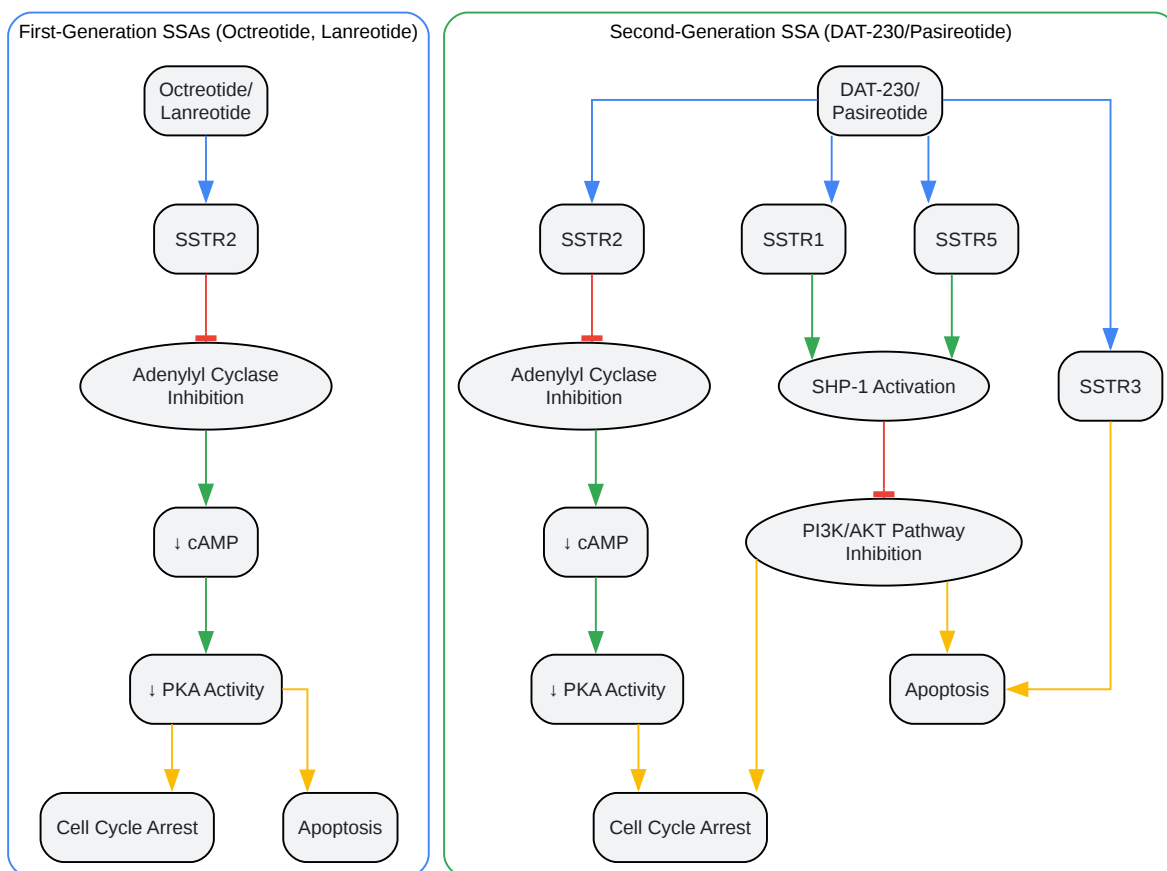 First-Generation SSAs (Octreotide, Lanreotide)
Octreotide/
Lanreotide
SSTR2
Adenylyl Cyclase
Inhibition
↓ cAMP
↓ PKA Activity
Cell Cycle Arrest
Apoptosis
Second-Generation SSA (DAT-230/Pasireotide)
DAT-230/
Pasireotide
SSTR2
SSTR1
SSTR5
Adenylyl Cyclase
Inhibition
SHP-1 Activation
SSTR3
↓ cAMP
PI3K/AKT Pathway
Inhibition
↓ PKA Activity
Apoptosis
Cell Cycle Arrest